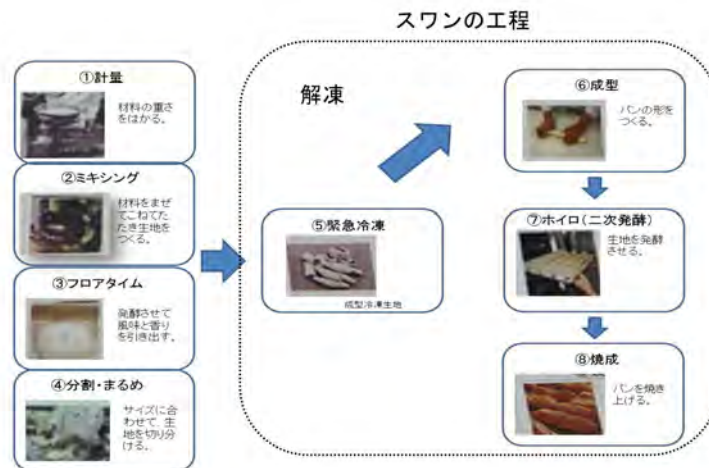 スワンの工程
①計量
材料の重さ
をはかる。
②ミキシング
材料をまぜ
てこねてた
たき生地を
つくる。
③フロアタイム
発酵させて
風味と香り
を引き出す。
④分割・まるめ
サイズに合
わせて、生
地を切り分
ける。
解凍
⑤緊急冷凍
成型冷凍生地
⑥成型
パンの形を
つくる。
⑦ホイロ(二次発酵)
生地を発酵
させる。
⑧焼成
パンを焼き
上げる。